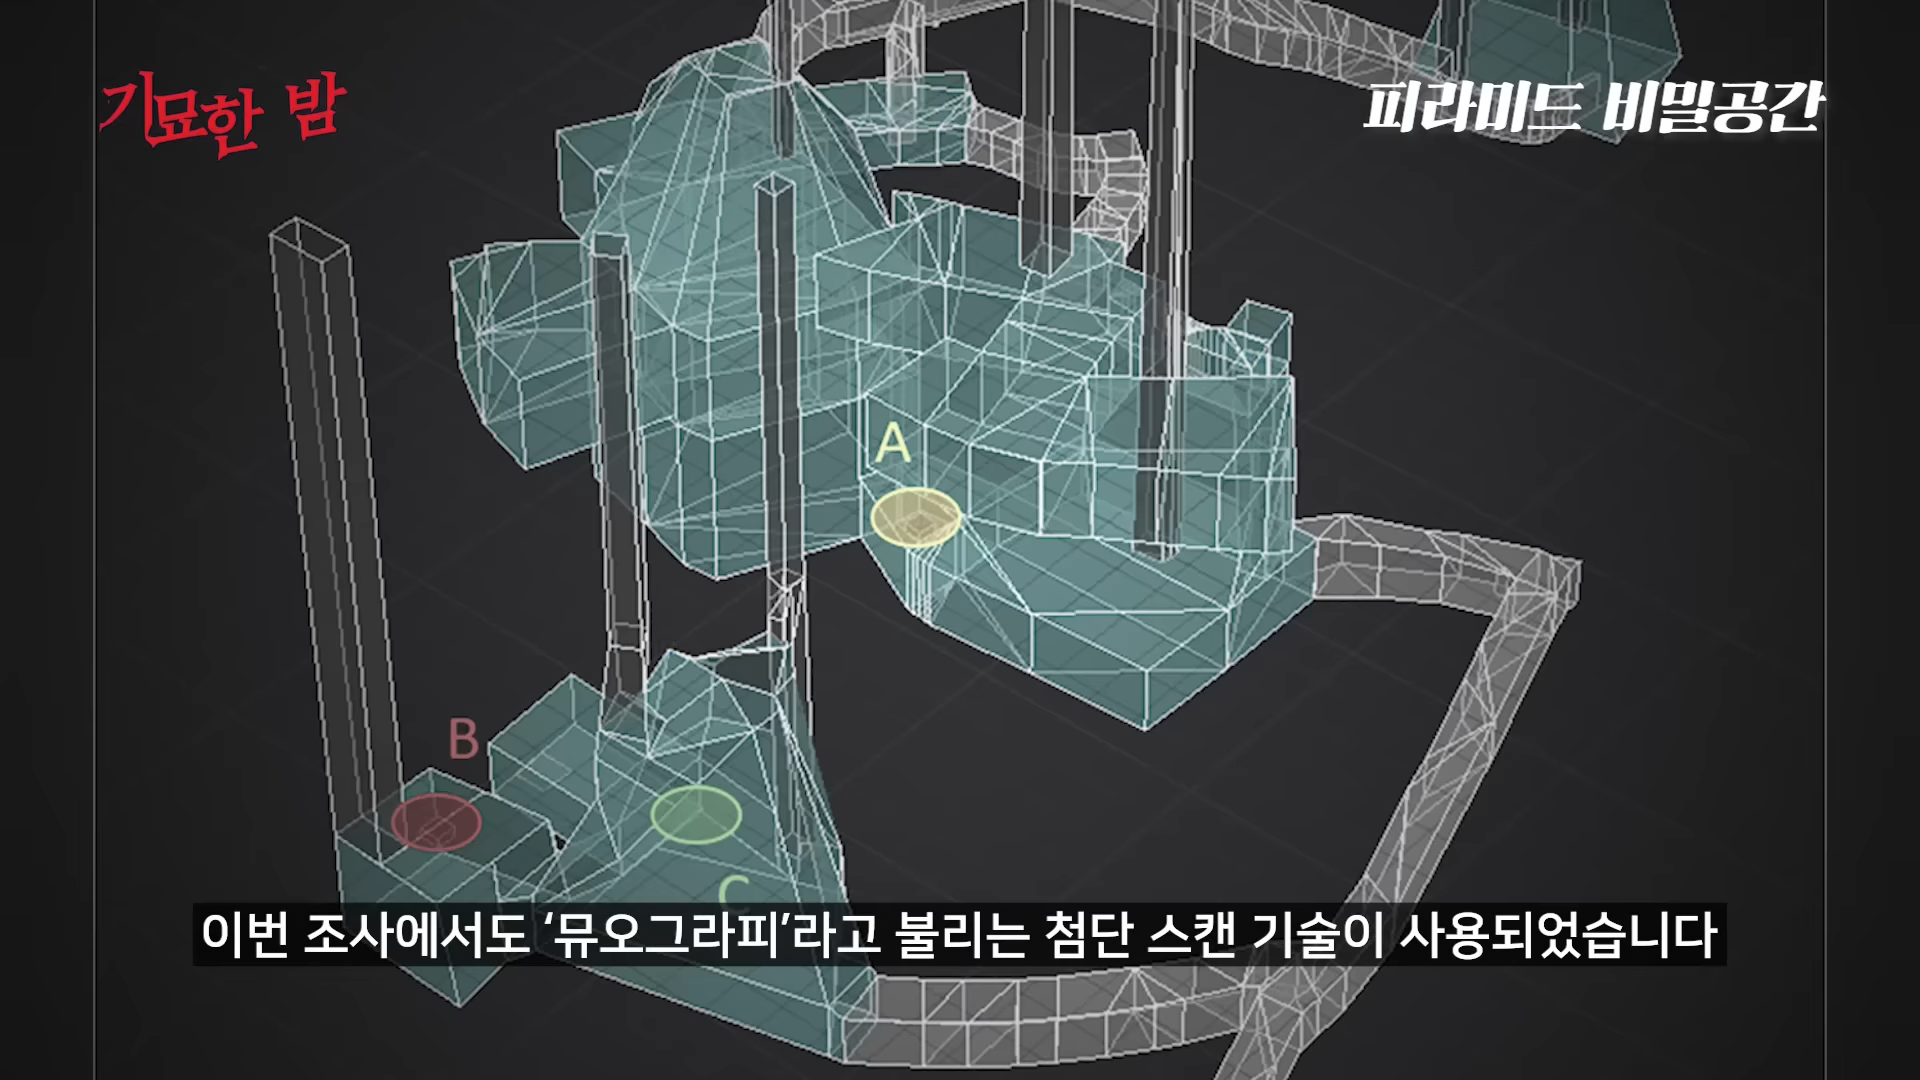 기묘한 밤
피라미드 비밀공간
A
B
C
이번 조사에서도 ‘뮤오그라피’라고 불리는 첨단 스캔 기술이 사용되었습니다